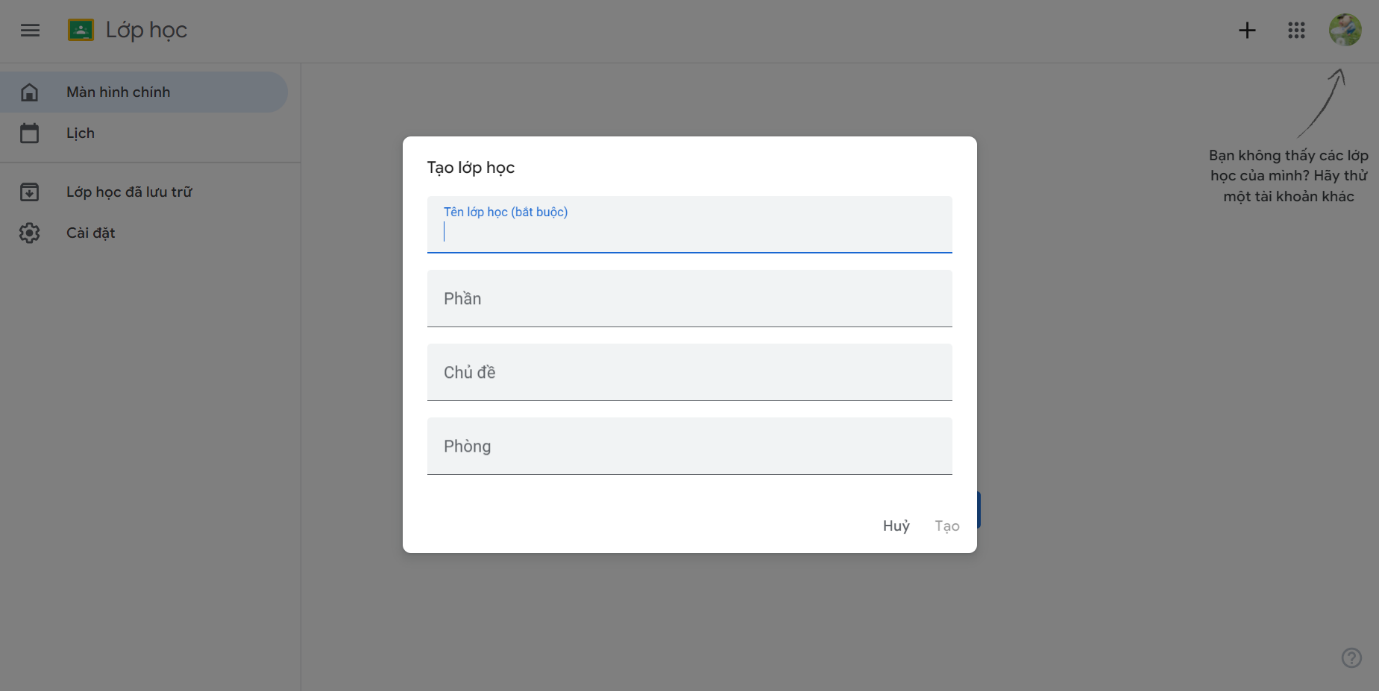 Lớp học
Màn hình chính
Lịch
Lớp học đã lưu trữ
Cài đặt
Bạn không thấy các lớp
học của mình? Hãy thử
một tài khoản khác
Tạo lớp học
Tên lớp học (bắt buộc)
Phần
Chủ đề
Phòng
Huỷ
Tạo